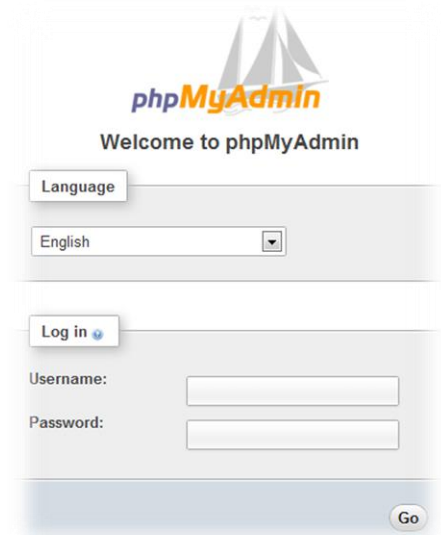 phpMyAdmin
Welcome to phpMyAdmin
Language
English
Log in
Username:
Password:
Go